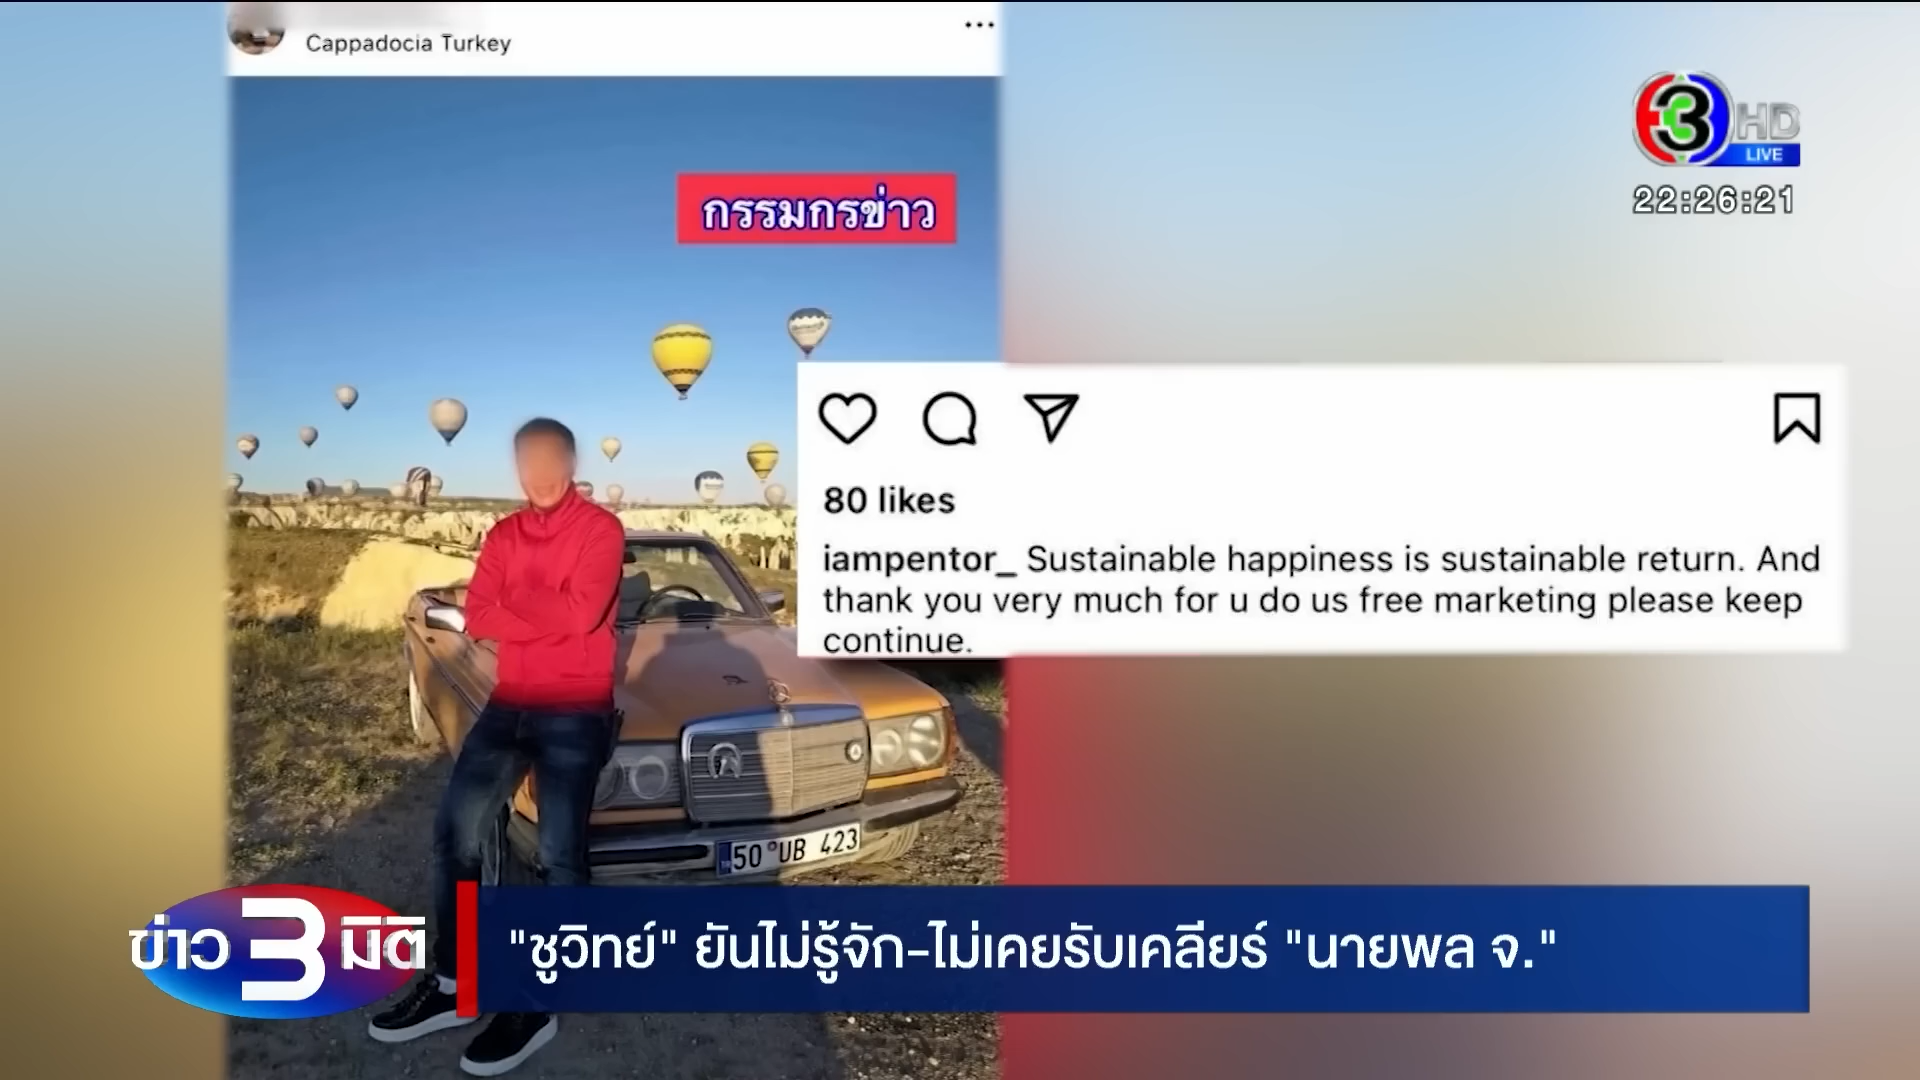 Cappadocia Turkey
3 HD
LIVE
22:26:21
กรรมกรข่าว
80 likes
iampentor_ Sustainable happiness is sustainable return. And
thank you very much for u do us free marketing please keep
continue.
50 UB 423
ข่าว 3 มิติ
"ชูวิทย์" ยันไม่รู้จัก-ไม่เคยรับเคลียร์ "นายพล จ."